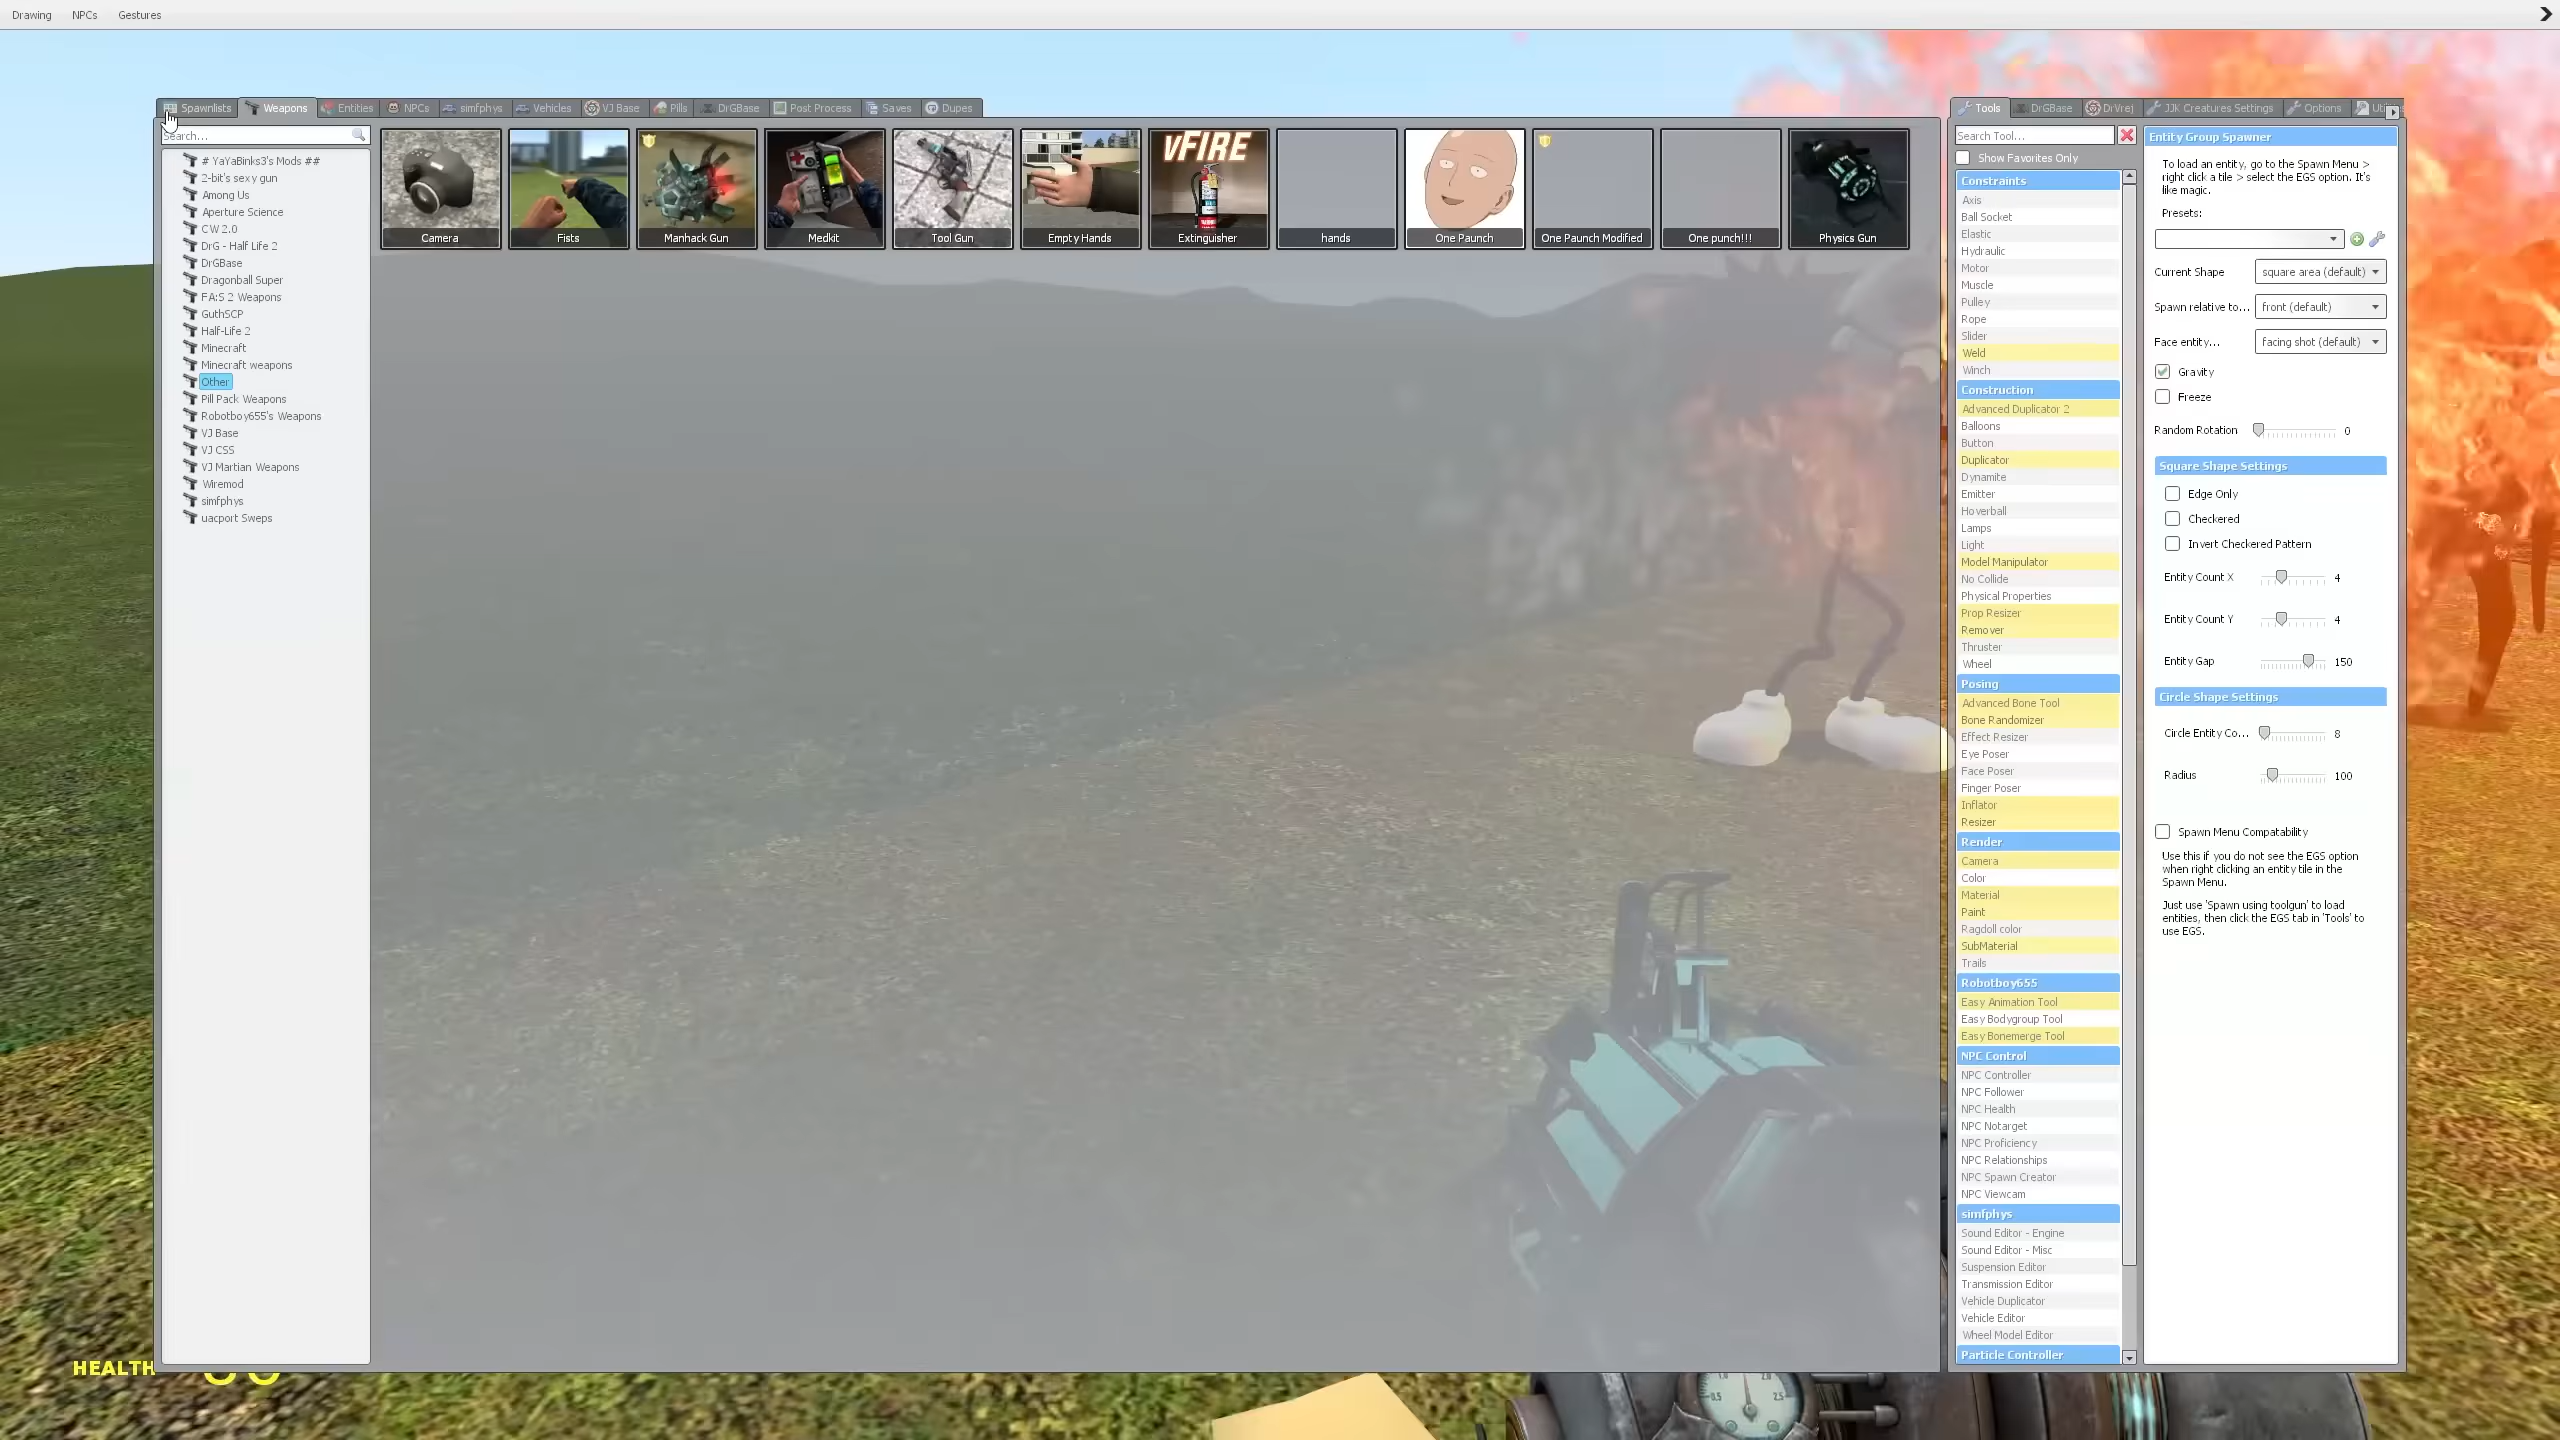 Drawing NPCs Gestures
Spawnlists Weapons Entities NPCs simfphys Vehicles VJ Base Pills DrGBase Post Process Saves Dupes
Search...
# YaYaBinks3's Mods ##
2-bit's sexy gun
Among Us
Aperture Science
CW 2.0
DrG - Half Life 2
DrGBase
Dragonball Super
FA:S 2 Weapons
GuthSCP
Half-Life 2
Minecraft
Minecraft weapons
Other
Pill Pack Weapons
Robotboy655's Weapons
VJ Base
VJ CSS
VJ Martian Weapons
Wiremod
simfphys
uacport Sweps
vFIRE
Camera Fists Manhack Gun Medkit Tool Gun Empty Hands Extinguisher hands One Paunch One Paunch Modified One punch!!! Physics Gun
HEALTH
Tools DrGBase DrVrej JJK Creatures Settings Options
Search Tool...
Show Favorites Only
Constraints
Axis
Ball Socket
Elastic
Hydraulic
Motor
Muscle
Pulley
Rope
Slider
Weld
Winch
Construction
Advanced Duplicator 2
Balloons
Button
Duplicator
Dynamite
Emitter
Hoverball
Lamps
Light
Model Manipulator
No Collide
Physical Properties
Prop Resizer
Remover
Thruster
Wheel
Posing
Advanced Bone Tool
Bone Randomizer
Effect Resizer
Eye Poser
Face Poser
Finger Poser
Inflator
Resizer
Render
Camera
Color
Material
Paint
Ragdoll color
SubMaterial
Trails
Robotboy655
Easy Animation Tool
Easy Bodygroup Tool
Easy Bonemerge Tool
NPC Control
NPC Controller
NPC Follower
NPC Health
NPC Notarget
NPC Proficiency
NPC Relationships
NPC Spawn Creator
NPC Viewcam
simfphys
Sound Editor - Engine
Sound Editor - Misc
Suspension Editor
Transmission Editor
Vehicle Duplicator
Vehicle Editor
Wheel Model Editor
Particle Controller
Entity Group Spawner
To load an entity, go to the Spawn Menu >
right click a tile > select the EGS option. It's
like magic.
Presets:
Current Shape square area (default)
Spawn relative to... front (default)
Face entity... facing shot (default)
Gravity
Freeze
Random Rotation 0
Square Shape Settings
Edge Only
Checkered
Invert Checkered Pattern
Entity Count X 4
Entity Count Y 4
Entity Gap 150
Circle Shape Settings
Circle Entity Co... 8
Radius 100
Spawn Menu Compatability
Use this if you do not see the EGS option
when right clicking an entity tile in the
Spawn Menu.
Just use 'Spawn using toolgun' to load
entities, then click the EGS tab in 'Tools' to
use EGS.